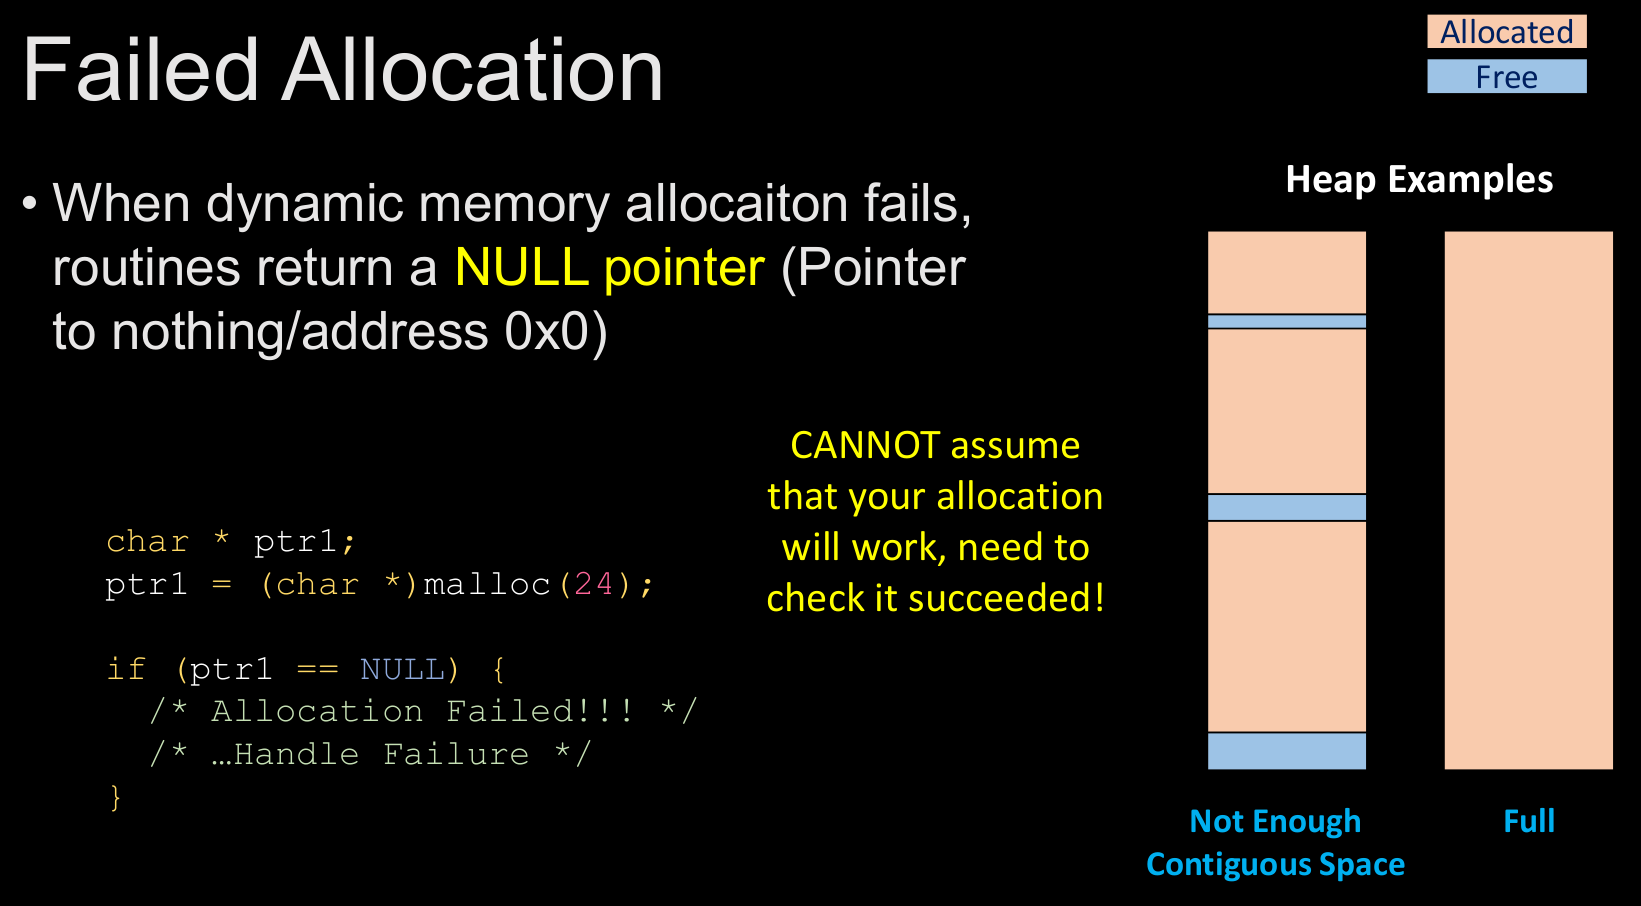 Failed Allocation
Allocated
Free
• When dynamic memory allocaiton fails,
routines return a NULL pointer (Pointer
to nothing/address 0x0)
char * ptr1;
ptr1 = (char *)malloc(24);
if (ptr1 == NULL) {
/* Allocation Failed!!! */
/* …Handle Failure */
}
CANNOT assume
that your allocation
will work, need to
check it succeeded!
Heap Examples
Not Enough
Contiguous Space
Full